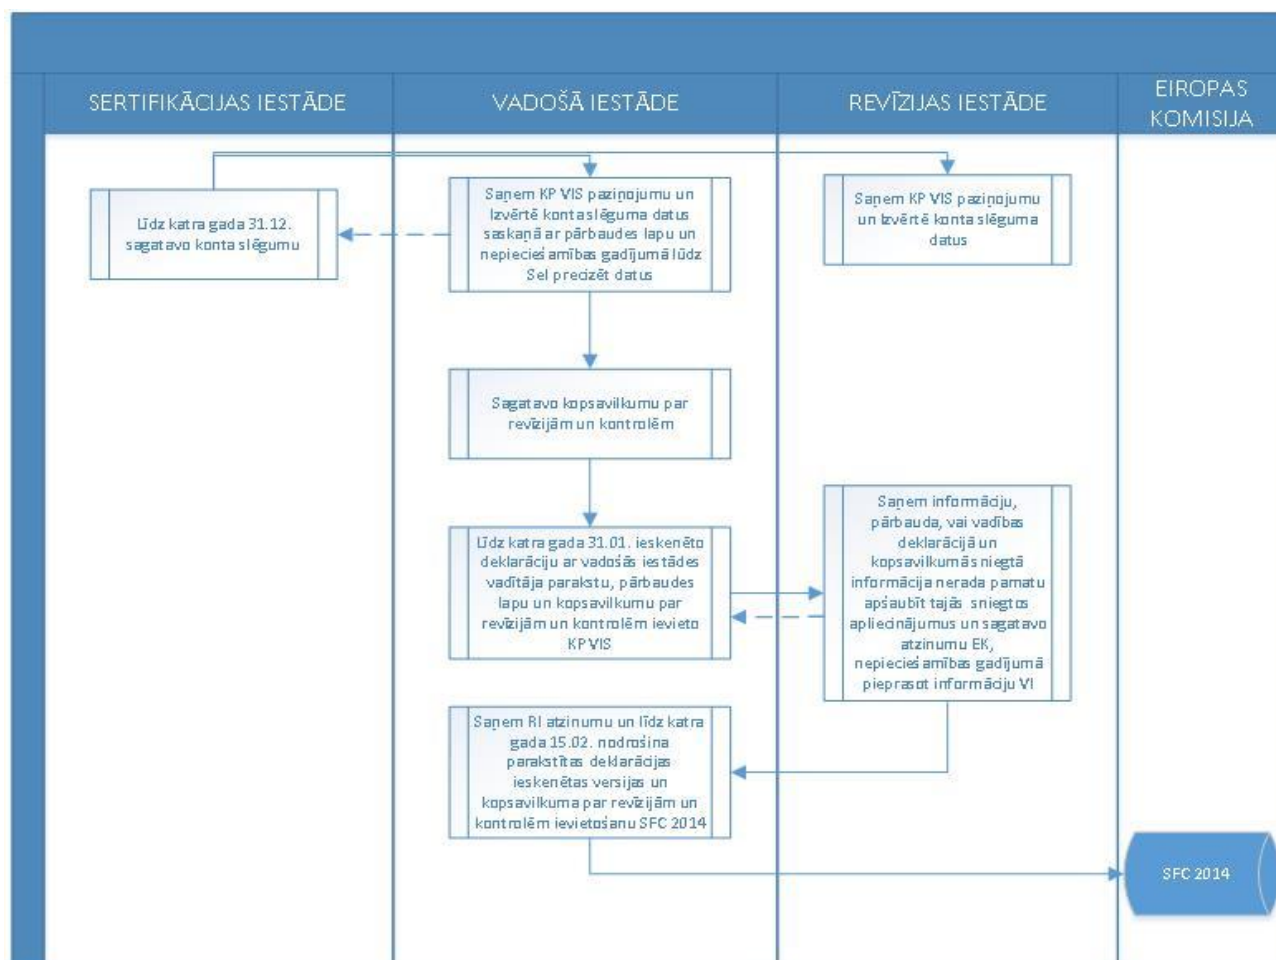 SERTIFIKĀCIJAS IESTĀDE
VADOŠĀ IESTĀDE
REVĪZIJAS IESTĀDE
EIROPAS
KOMISIJA
Līdz katra gada 31.12.
sagatavo konta slēgumu
Saņem KP VIS paziņojumu un
Izvērtē konta slēguma datus
saskaņā ar pārbaudes lapu un
nepieciešamības gadījumā lūdz
SeI precizēt datus
Saņem KP VIS paziņojumu
un Izvērtē konta slēguma
datus
Sagatavo kopsavilkumu par
revīzijām un kontrolēm
Līdz katra gada 31.01. ieskenēto
deklarāciju ar vadošās iestādes
vadītāja parakstu, pārbaudes
lapu un kopsavilkumu par
revīzijām un kontrolēm ievieto
KP VIS
Saņem informāciju,
pārbauda, vai vadības
deklarācijā un
kopsavilkumās niegtā
informācija nerada pamatu
apšaubīt tajās sniegtos
apliecinājumus un sagatavo
atzinumu EK,
nepieciešamības gadījumā
pieprasot informāciju VI
Saņem RI atzinumu un līdz katra
gada 15.02. nodrošina
parakstītas deklarācijas
ieskenētas versijas un
kopsavilkuma par revīzijām un
kontrolēm ievietošanu SFC 2014
SFC 2014